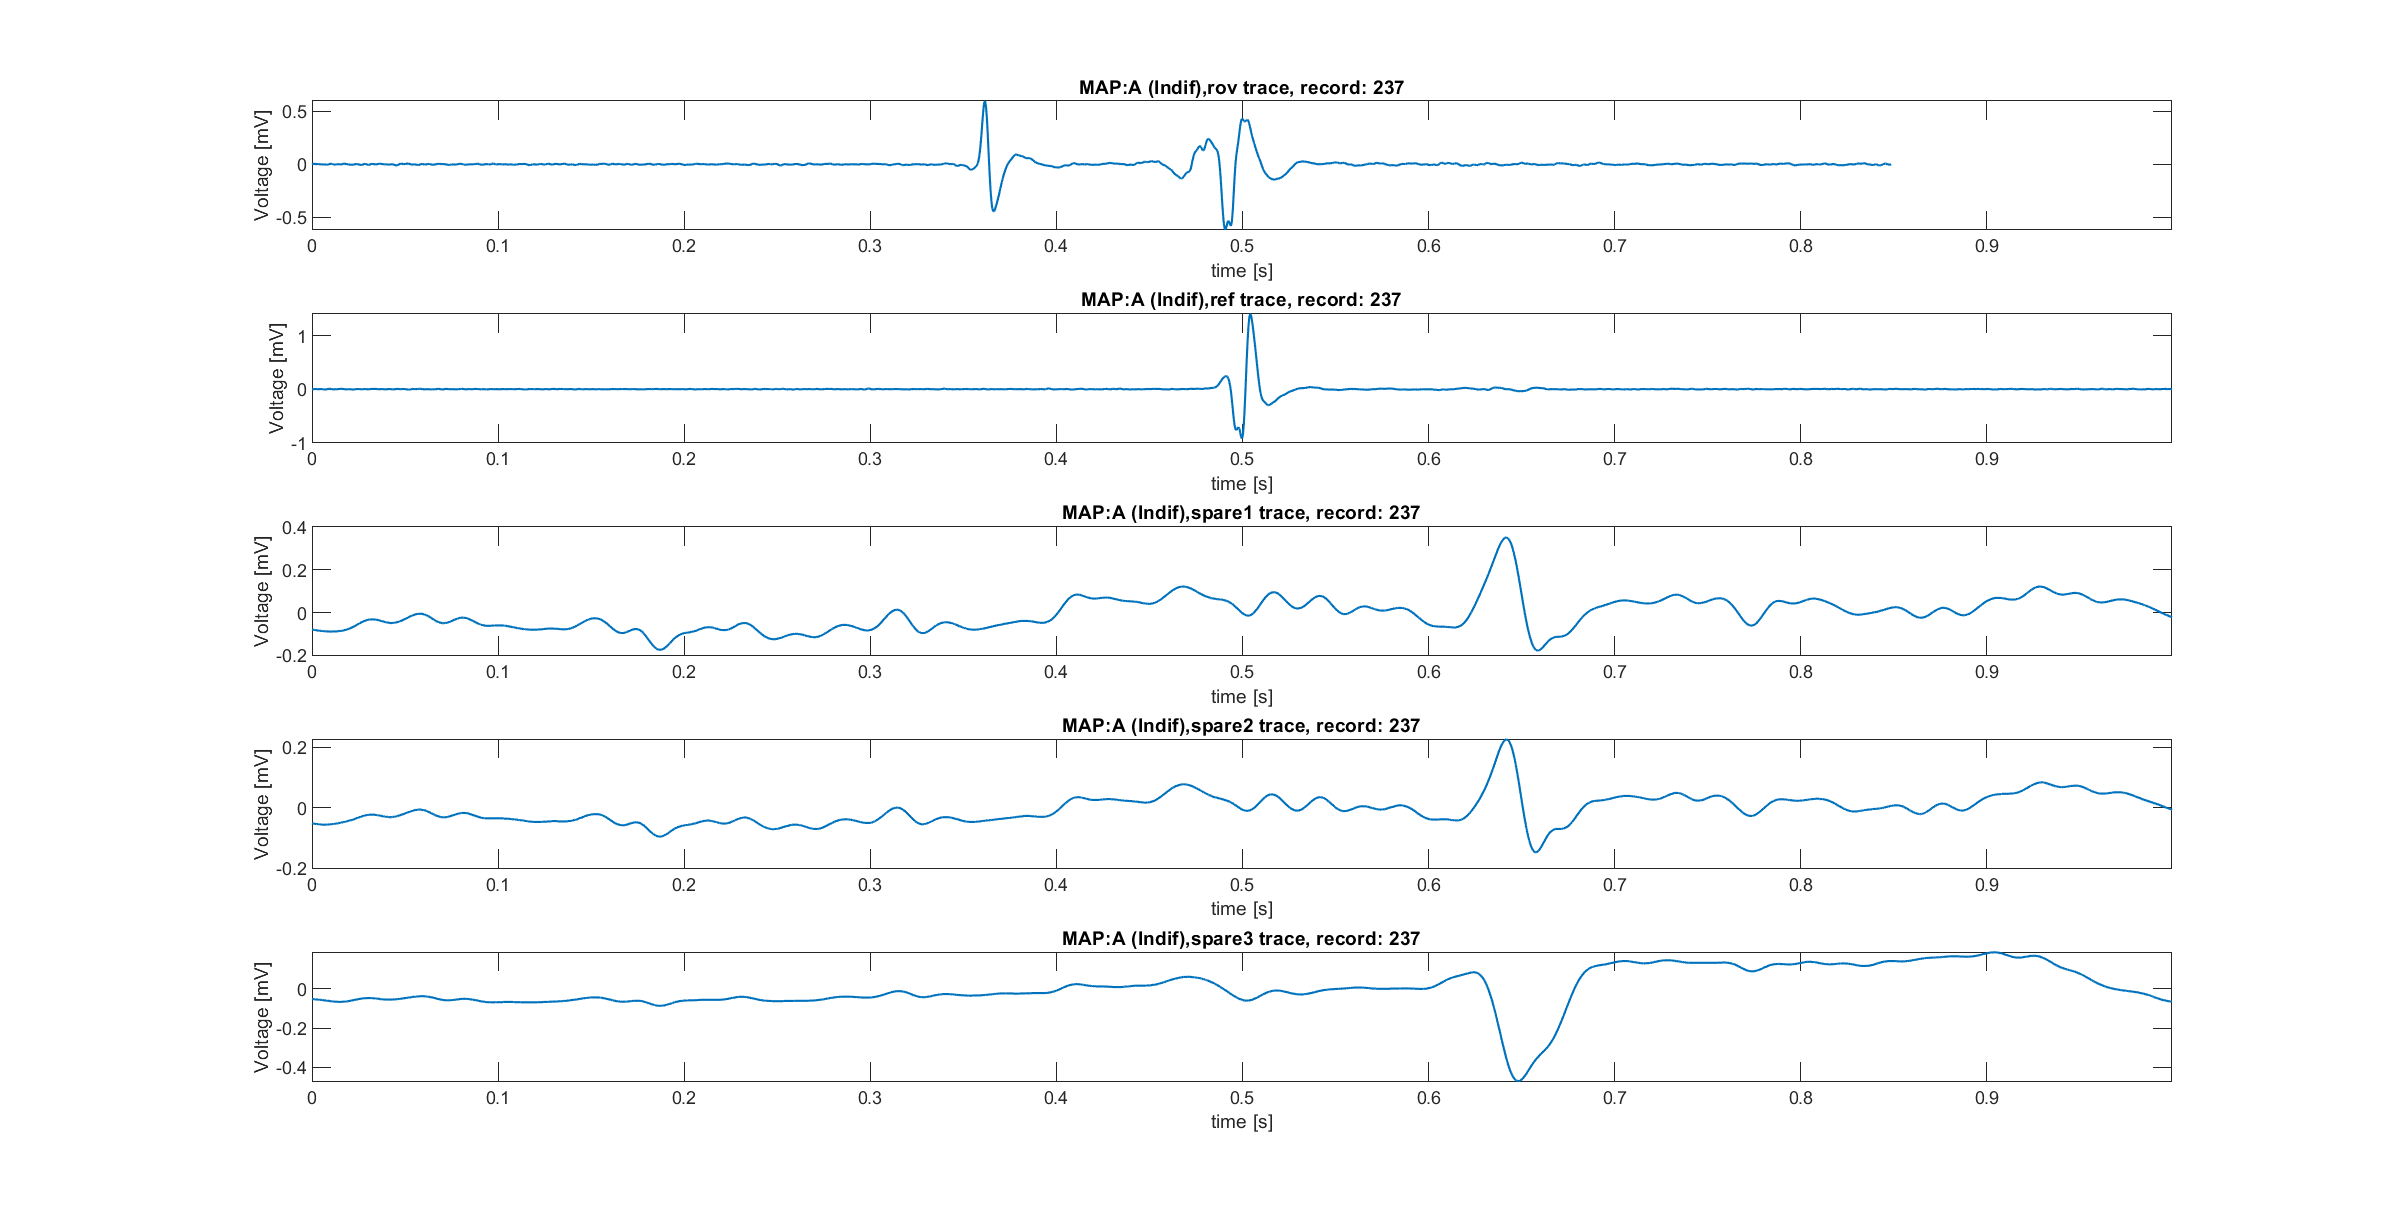 MAP:A (Indif),rov trace, record: 237
Voltage [mV]
0.5
0
-0.5
0 0.1 0.2 0.3 0.4 0.5 0.6 0.7 0.8 0.9
time [s]
MAP:A (Indif),ref trace, record: 237
Voltage [mV]
1
0
-1
0 0.1 0.2 0.3 0.4 0.5 0.6 0.7 0.8 0.9
time [s]
MAP:A (Indif),spare1 trace, record: 237
Voltage [mV]
0.4
0.2
0
-0.2
0 0.1 0.2 0.3 0.4 0.5 0.6 0.7 0.8 0.9
time [s]
MAP:A (Indif),spare2 trace, record: 237
Voltage [mV]
0.2
0
-0.2
0 0.1 0.2 0.3 0.4 0.5 0.6 0.7 0.8 0.9
time [s]
MAP:A (Indif),spare3 trace, record: 237
Voltage [mV]
0
-0.2
-0.4
0 0.1 0.2 0.3 0.4 0.5 0.6 0.7 0.8 0.9
time [s]